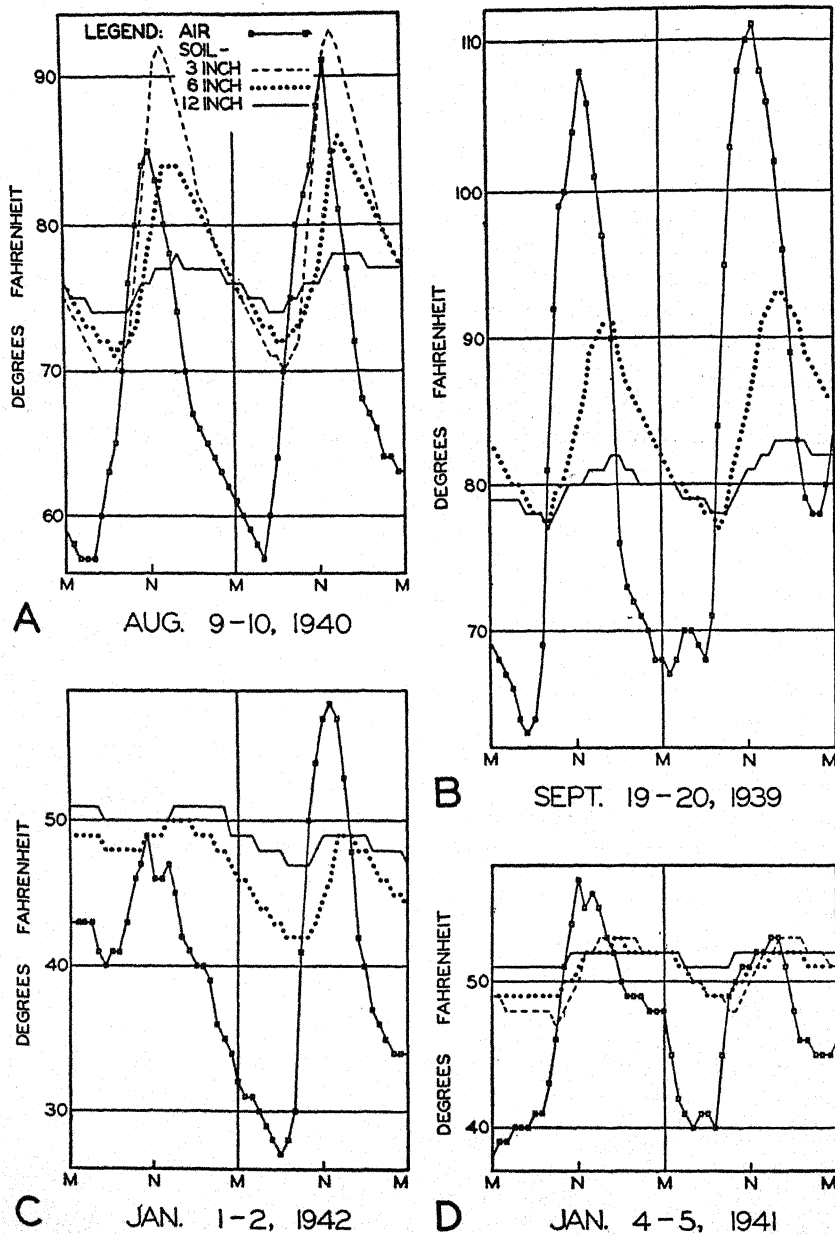 LEGEND: AIR
SOIL-
3 INCH
6 INCH
12 INCH
DEGREES FAHRENHEIT
90
80
70
60
M N M N M
A AUG. 9-10, 1940
DEGREES FAHRENHEIT
110
100
90
80
70
M N M N M
B SEPT. 19-20, 1939
DEGREES FAHRENHEIT
50
40
30
M N M N M
C JAN. 1-2, 1942
DEGREES FAHRENHEIT
50
40
M N M N M
D JAN. 4-5, 1941